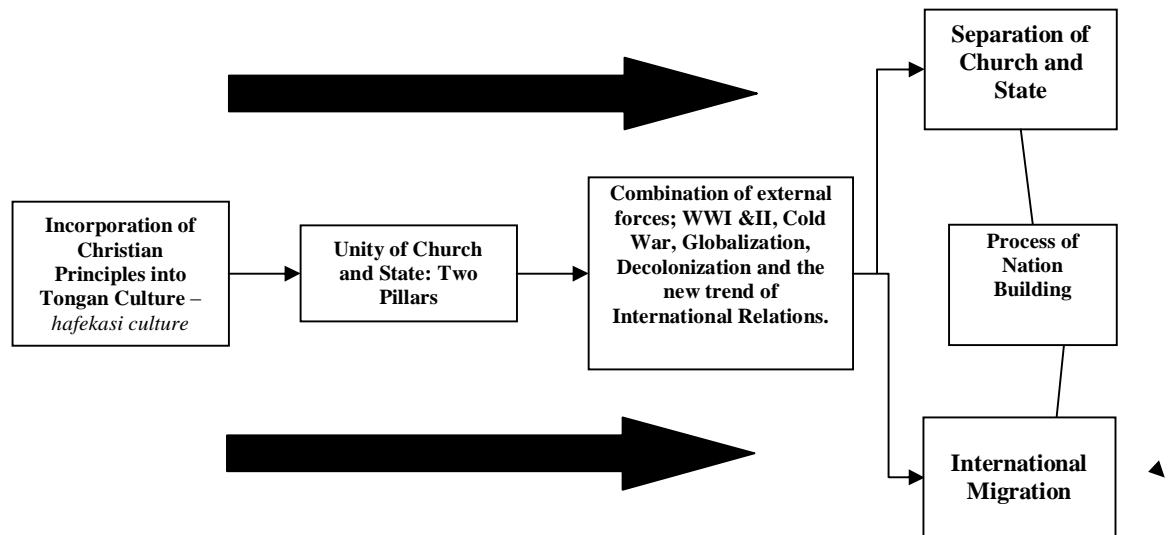 Incorporation of
Christian
Principles into
Tongan Culture –
hafekasi culture
Unity of Church
and State: Two
Pillars
Combination of external
forces; WWI &II, Cold
War, Globalization,
Decolonization and the
new trend of
International Relations.
Separation of
Church and
State
Process of
Nation
Building
International
Migration